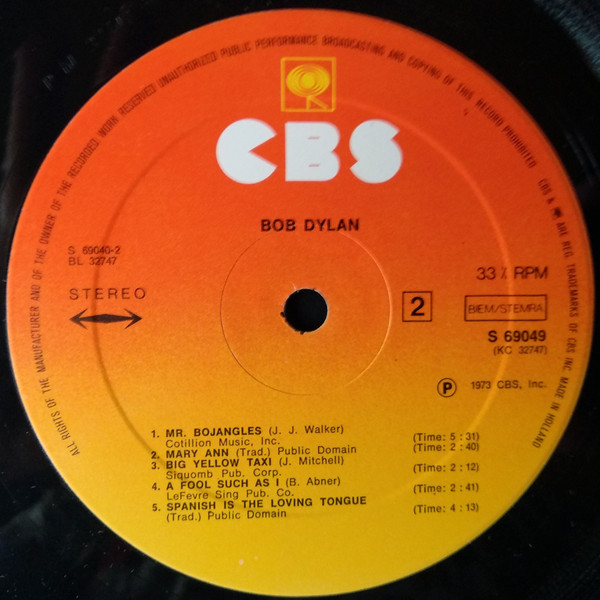 ALL RIGHTS OF THE MANUFACTURER AND OF THE OWNER OF THE RECORDED WORK RESERVED UNAUTHORIZED PUBLIC PERFORMANCE BROADCASTING AND COPYING OF THIS RECORD PROHIBITED
CBS & ARE REG. TRADEMARKS OF CBS INC. MADE IN HOLLAND
CBS
BOB DYLAN
S 69040-2
BL 32747
STEREO
33 RPM
2
BIEM/STEMRA
S 69049
(KC 32747)
P 1973 CBS, Inc.
1. MR. BOJANGLES (J. J. Walker) (Time: 5 : 31)
Cotillion Music, Inc.
2. MARY ANN (Trad.) Public Domain (Time: 2 : 40)
3. BIG YELLOW TAXI (J. Mitchell) (Time: 2 : 12)
Siquomb Pub. Corp.
4. A FOOL SUCH AS I (B. Abner) (Time: 2 : 41)
LeFevre Sing Pub. Co.
5. SPANISH IS THE LOVING TONGUE (Time: 4 : 13)
(Trad.) Public Domain